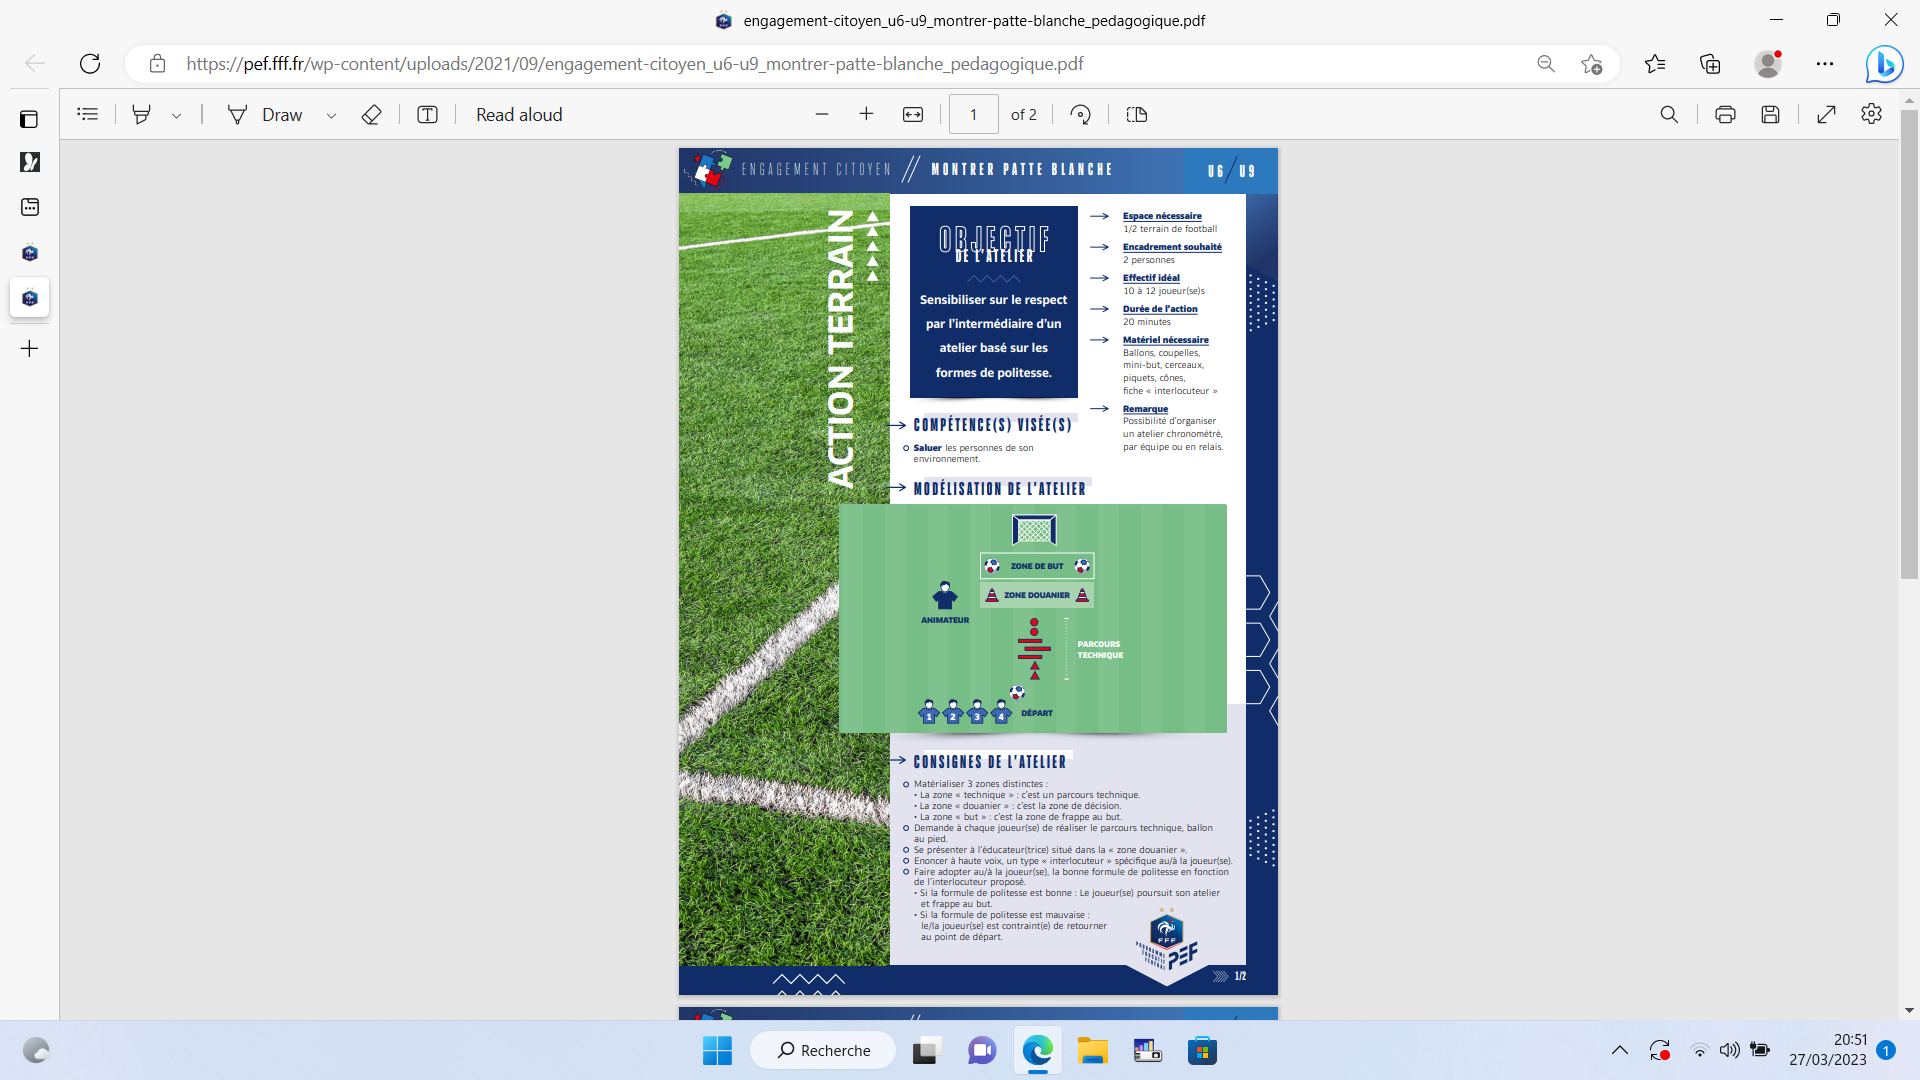 engagement-citoyen_u6-u9_montrer-patte-blanche_pedagogique.pdf
https://pef.fff.fr/wp-content/uploads/2021/09/engagement-citoyen_u6-u9_montrer-patte-blanche_pedagogique.pdf
Draw
Read aloud
1
of 2
ENGAGEMENT CITOYEN // MONTRER PATTE BLANCHE
U6/U9
ACTION TERRAIN
OBJECTIF
DE L'ATELIER
Sensibiliser sur le respect
par l'intermédiaire d'un
atelier basé sur les
formes de politesse.
Espace nécessaire
1/2 terrain de football
Encadrement souhaité
2 personnes
Effectif idéal
10 à 12 joueur(se)s
Durée de l'action
20 minutes
Matériel nécessaire
Ballons, coupelles,
mini-but, cerceaux,
piquets, cônes,
fiche « interlocuteur »
Remarque
Possibilité d'organiser
un atelier chronométré,
par équipe ou en relais.
COMPÉTENCE(S) VISÉE(S)
Saluer les personnes de son
environnement.
MODÉLISATION DE L'ATELIER
ZONE DE BUT
ZONE DOUANIER
ANIMATEUR
PARCOURS
TECHNIQUE
1 2 3 4
DÉPART
CONSIGNES DE L'ATELIER
Matérialiser 3 zones distinctes :
• La zone « technique » : c'est un parcours technique.
• La zone « douanier » : c'est la zone de décision.
• La zone « but » : c'est la zone de frappe au but.
Demande à chaque joueur(se) de réaliser le parcours technique, ballon
au pied.
Se présenter à l'éducateur(trice) situé dans la « zone douanier ».
Enoncer à haute voix, un type « interlocuteur » spécifique au/à la joueur(se).
Faire adopter au/à la joueur(se), la bonne formule de politesse en fonction
de l'interlocuteur proposé.
• Si la formule de politesse est bonne : Le joueur(se) poursuit son atelier
et frappe au but.
• Si la formule de politesse est mauvaise :
le/la joueur(se) est contraint(e) de retourner
au point de départ.
FFF
PEF
1/2
Recherche
20:51
27/03/2023
1